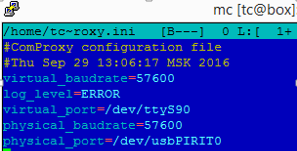 mc [tc@box]
/home/tc~roxy.ini [B---] 0 L:[ 1+
#ComProxy configuration file
#Thu Sep 29 13:06:17 MSK 2016
virtual_baudrate=57600
log_level=ERROR
virtual_port=/dev/ttyS90
physical_baudrate=57600
physical_port=/dev/usbPIRIT0